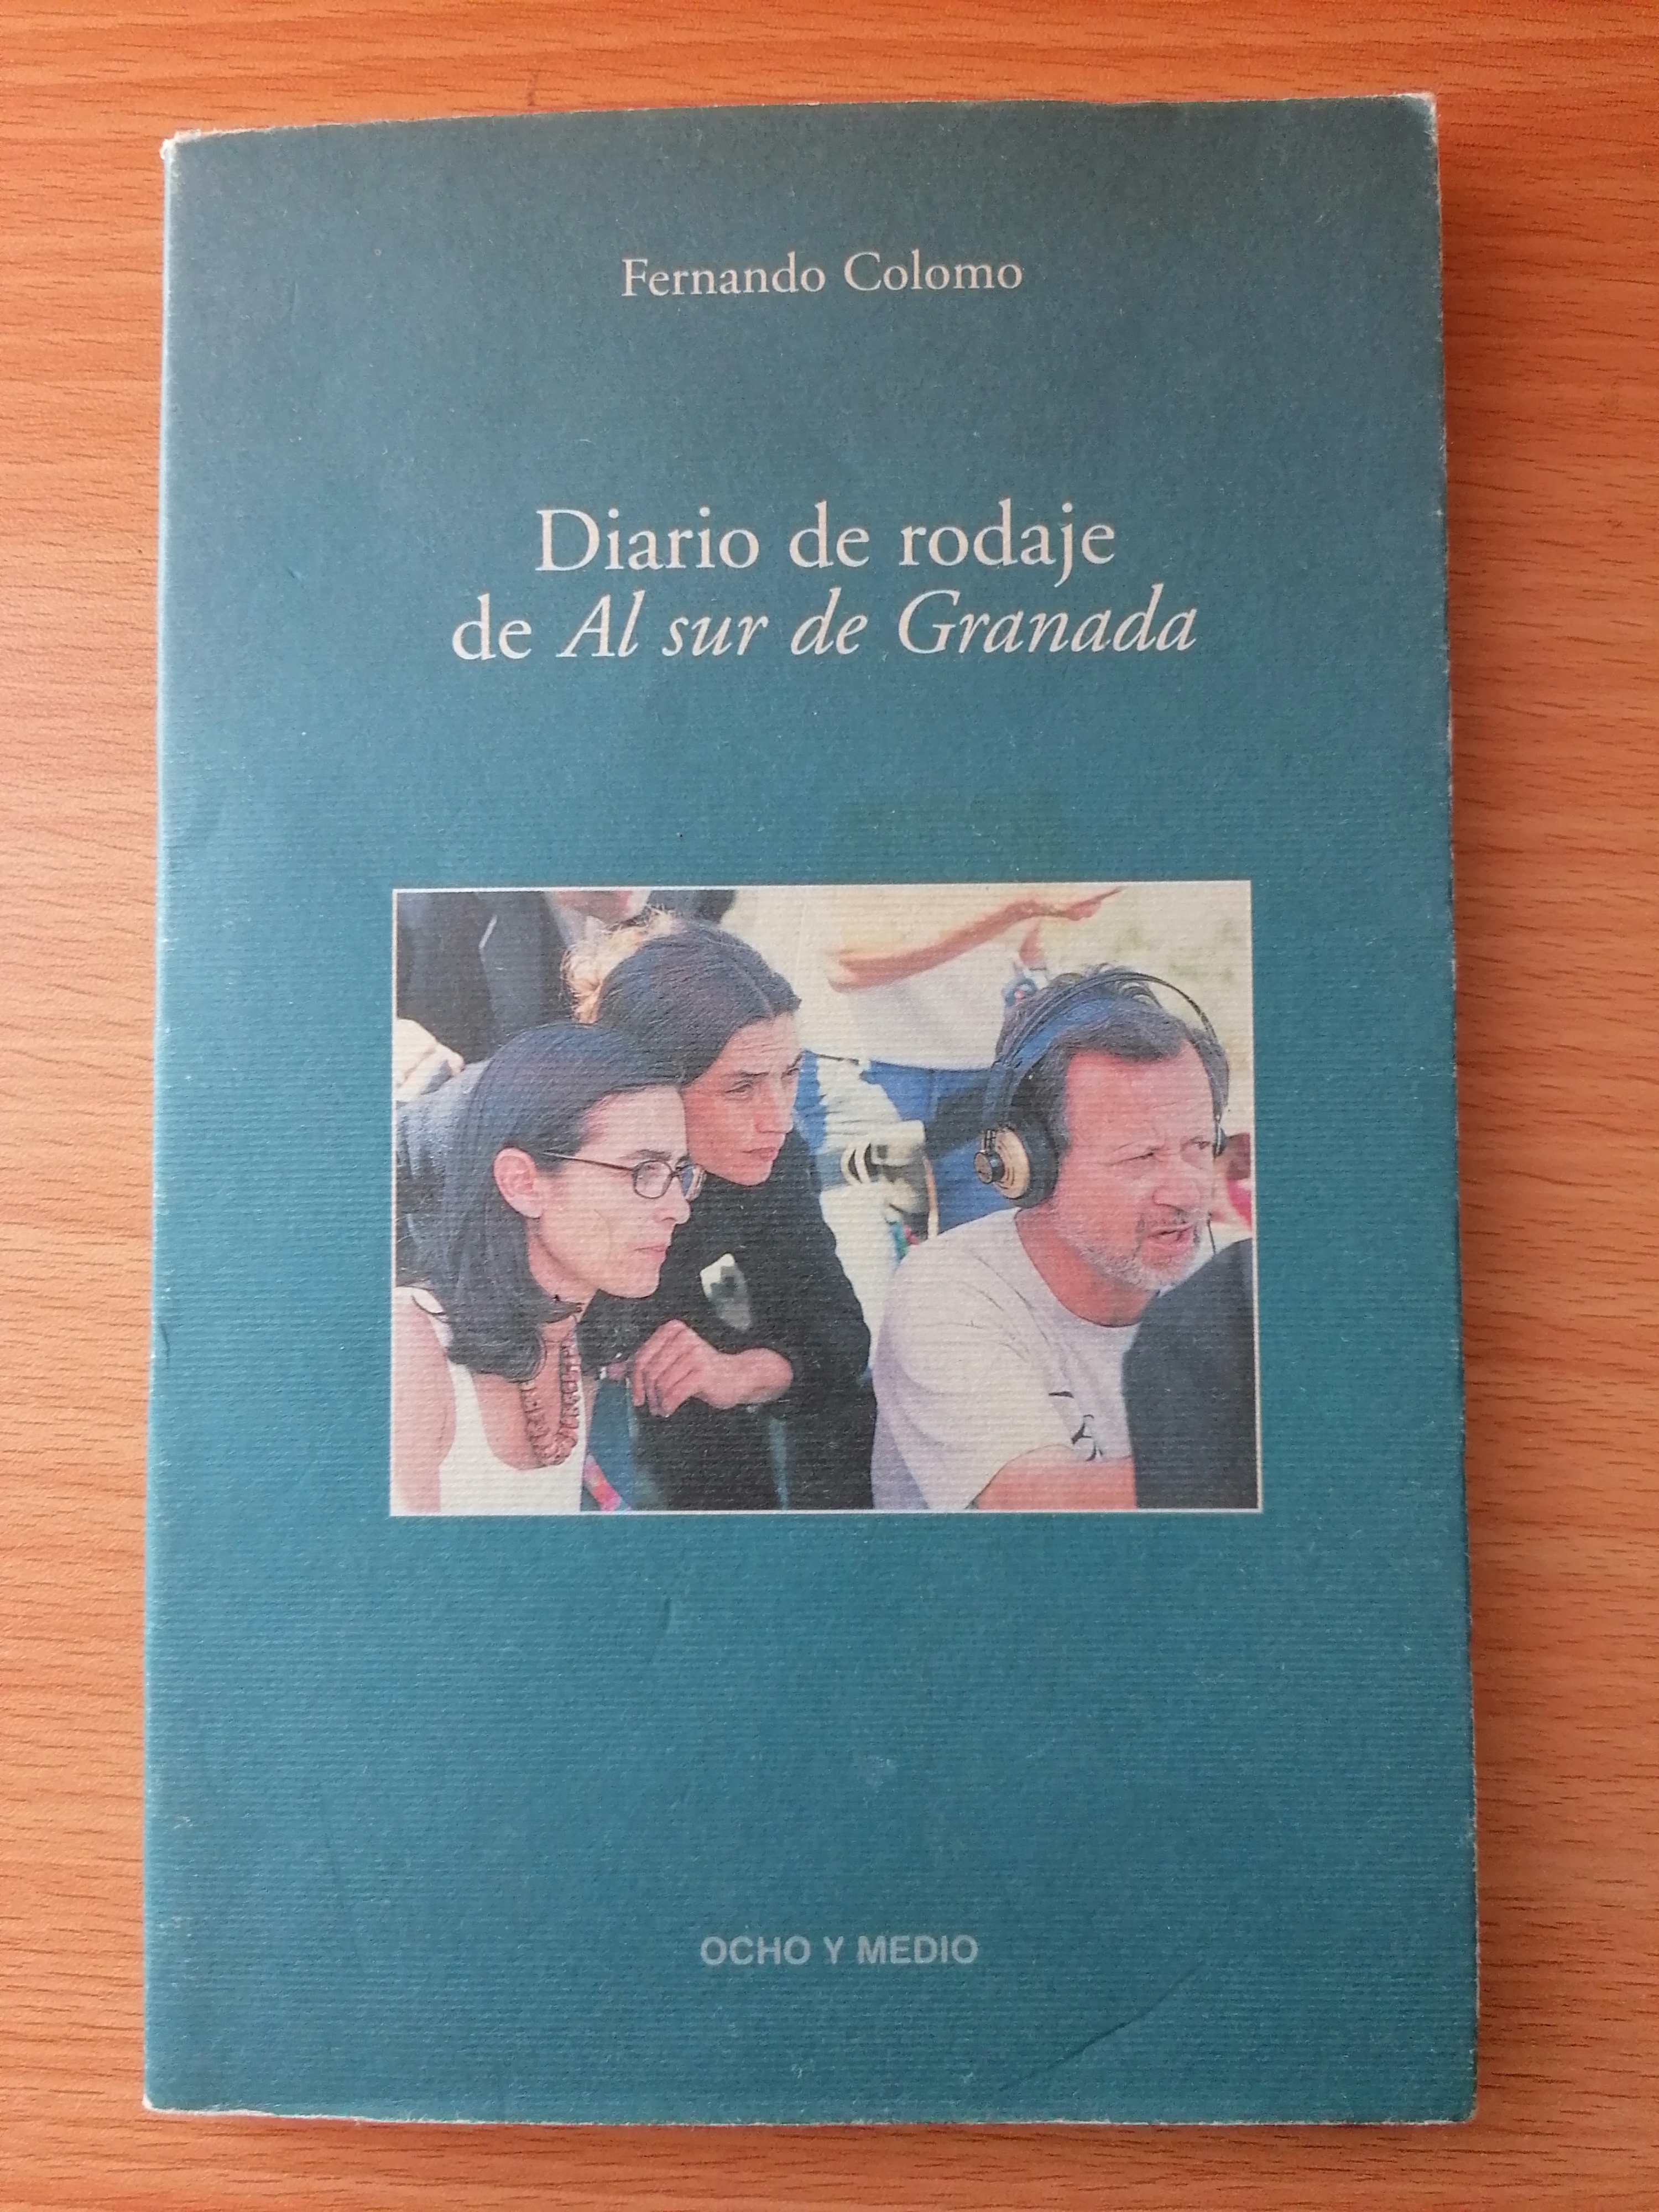 Fernando Colomo
Diario de rodaje
de Al sur de Granada
OCHO Y MEDIO